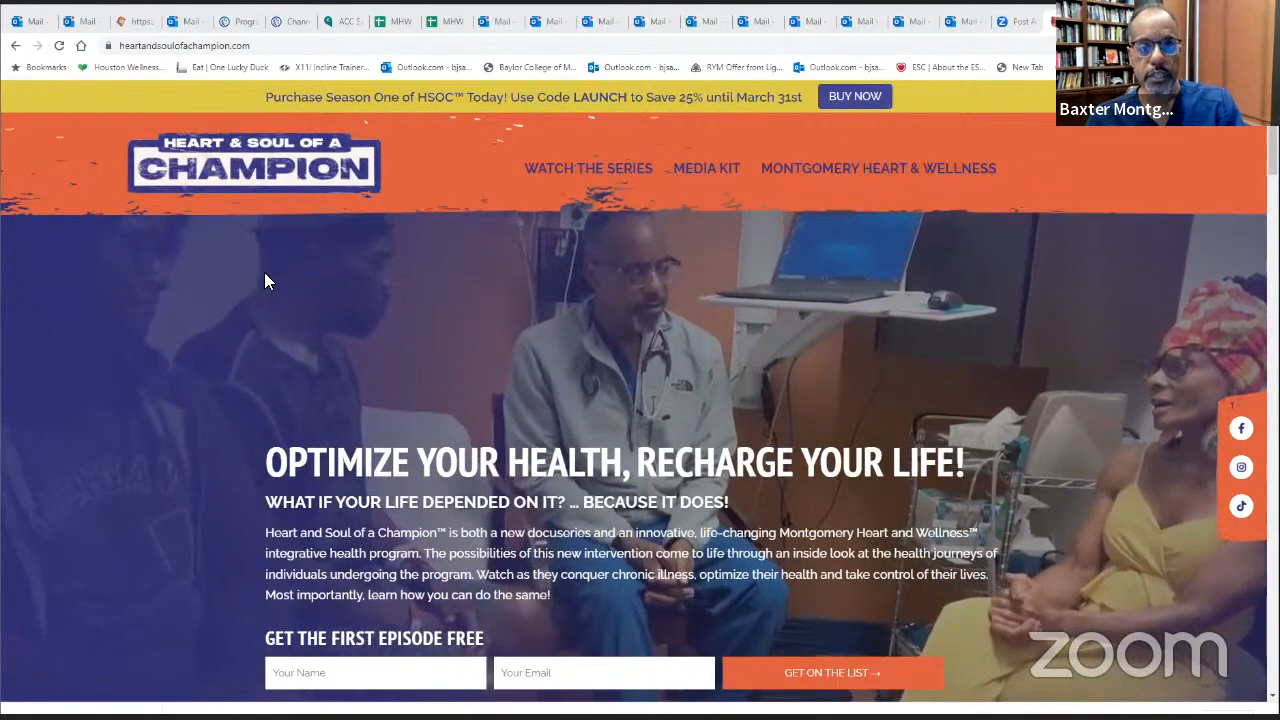 Mail -
Mail -
https:
Mail -
Progr
Chanv
ACC S
MHW
MHW
Mail -
Mail -
Mail -
Mail -
Mail -
Mail -
Mail -
Mail -
Mail -
Mail -
Post A
heartandsoulofachampion.com
Bookmarks
Houston Wellness...
Eat | One Lucky Duck
X11i Incline Trainer...
Outlook.com - bjsa...
Baylor College of M...
Outlook.com - bjsa...
RYM Offer from Lig...
Outlook.com - bjsa...
ESC | About the ES...
New Tab
Baxter Montg...
Purchase Season One of HSOC™ Today! Use Code LAUNCH to Save 25% until March 31st
BUY NOW
HEART & SOUL OF A
CHAMPION
WATCH THE SERIES
MEDIA KIT
MONTGOMERY HEART & WELLNESS
OPTIMIZE YOUR HEALTH, RECHARGE YOUR LIFE!
WHAT IF YOUR LIFE DEPENDED ON IT? ... BECAUSE IT DOES!
Heart and Soul of a Champion™ is both a new docuseries and an innovative, life-changing Montgomery Heart and Wellness™
integrative health program. The possibilities of this new intervention come to life through an inside look at the health journeys of
individuals undergoing the program. Watch as they conquer chronic illness, optimize their health and take control of their lives.
Most importantly, learn how you can do the same!
GET THE FIRST EPISODE FREE
Your Name
Your Email
GET ON THE LIST →
zoom